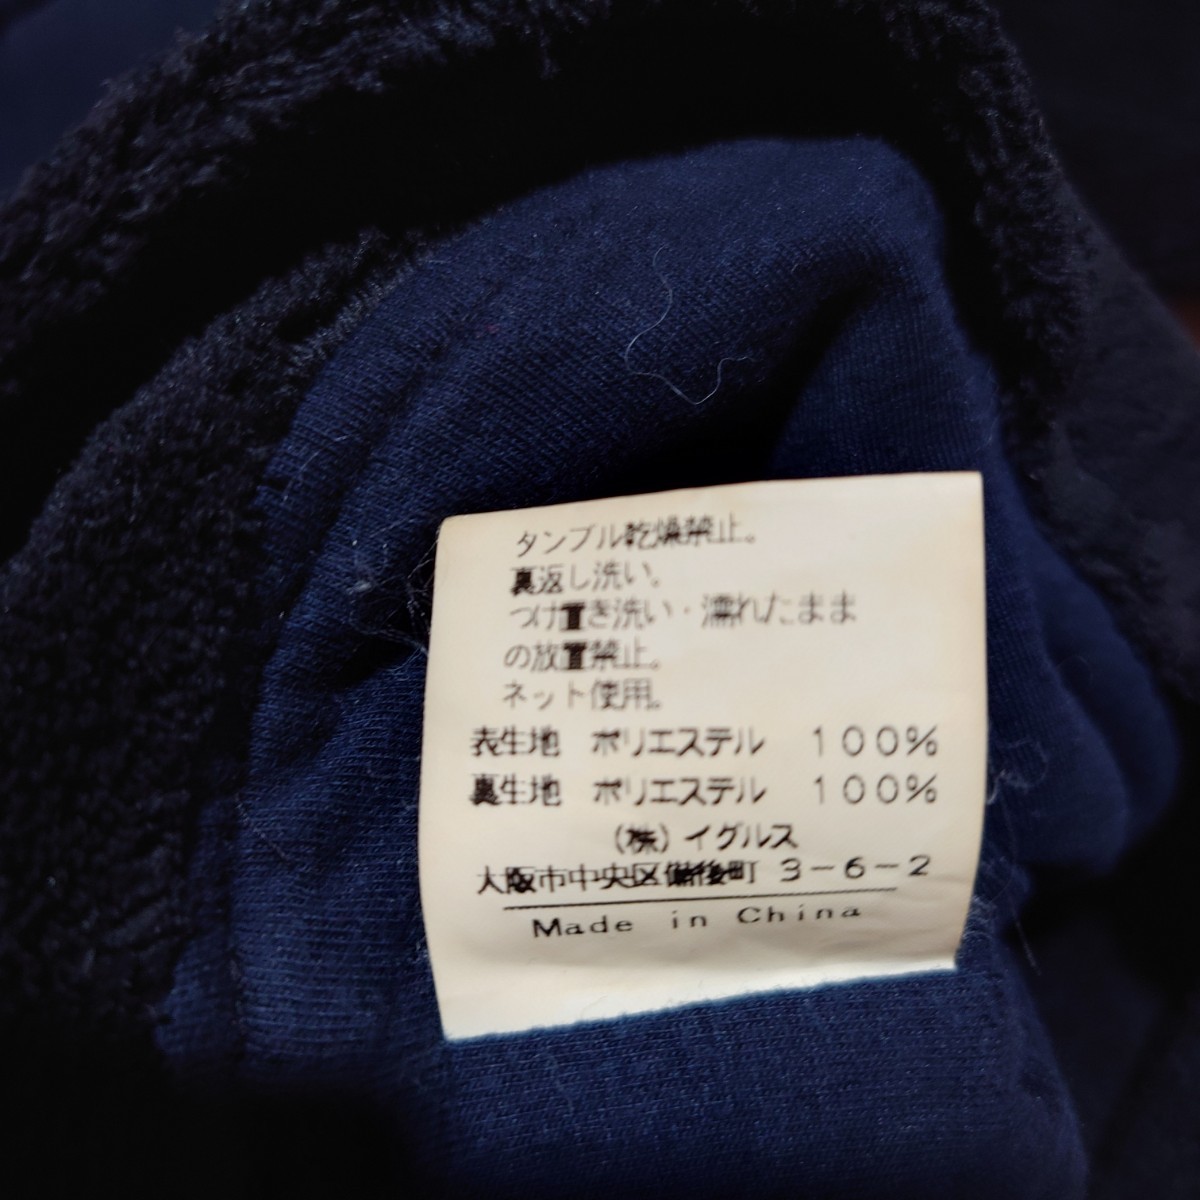 タンブル乾燥禁止。
裏返し洗い。
つけ置き洗い・濡れたまま
の放置禁止。
ネット使用。
表生地 ポリエステル 100%
裏生地 ポリエステル 100%
(株)イグルス
大阪市中央区備後町 3-6-2
Made in China